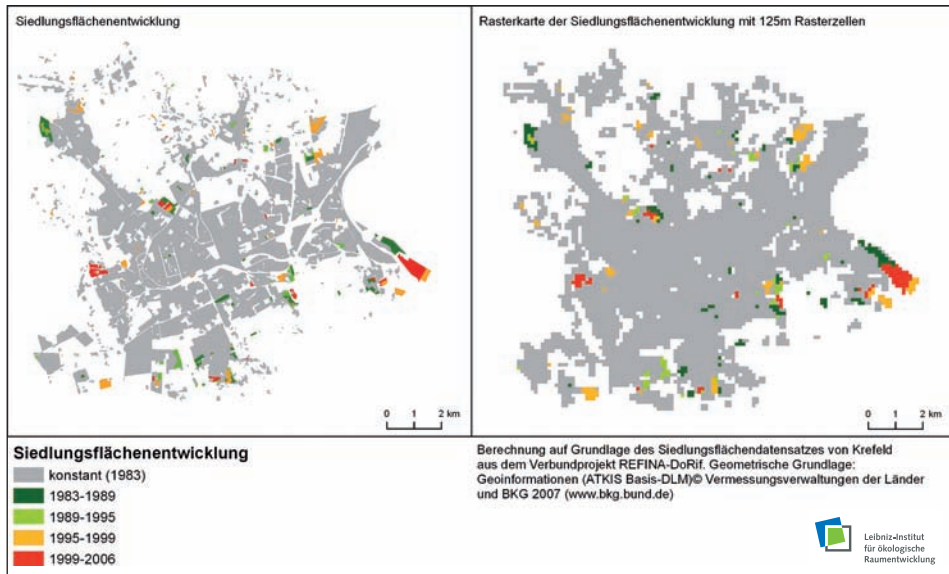 Siedlungsflächenentwicklung
Rasterkarte der Siedlungsflächenentwicklung mit 125m Rasterzellen
0 1 2 km
0 1 2 km
Siedlungsflächenentwicklung
konstant (1983)
1983-1989
1989-1995
1995-1999
1999-2006
Berechnung auf Grundlage des Siedlungsflächendatensatzes von Krefeld
aus dem Verbundprojekt REFINA-DoRif. Geometrische Grundlage:
Geoinformationen (ATKIS Basis-DLM)© Vermessungsverwaltungen der Länder
und BKG 2007 (www.bkg.bund.de)
Leibniz-Institut
für ökologische
Raumentwicklung